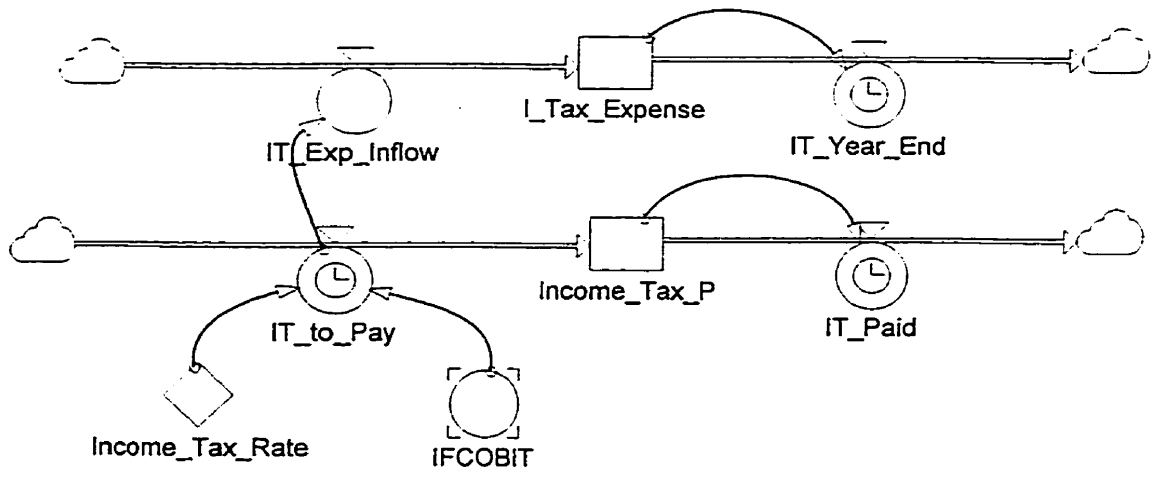 I_Tax_Expense
IT_Year_End
IT_Exp_Inflow
Income_Tax_P
IT_to_Pay
IT_Paid
Income_Tax_Rate
IFCOBIT